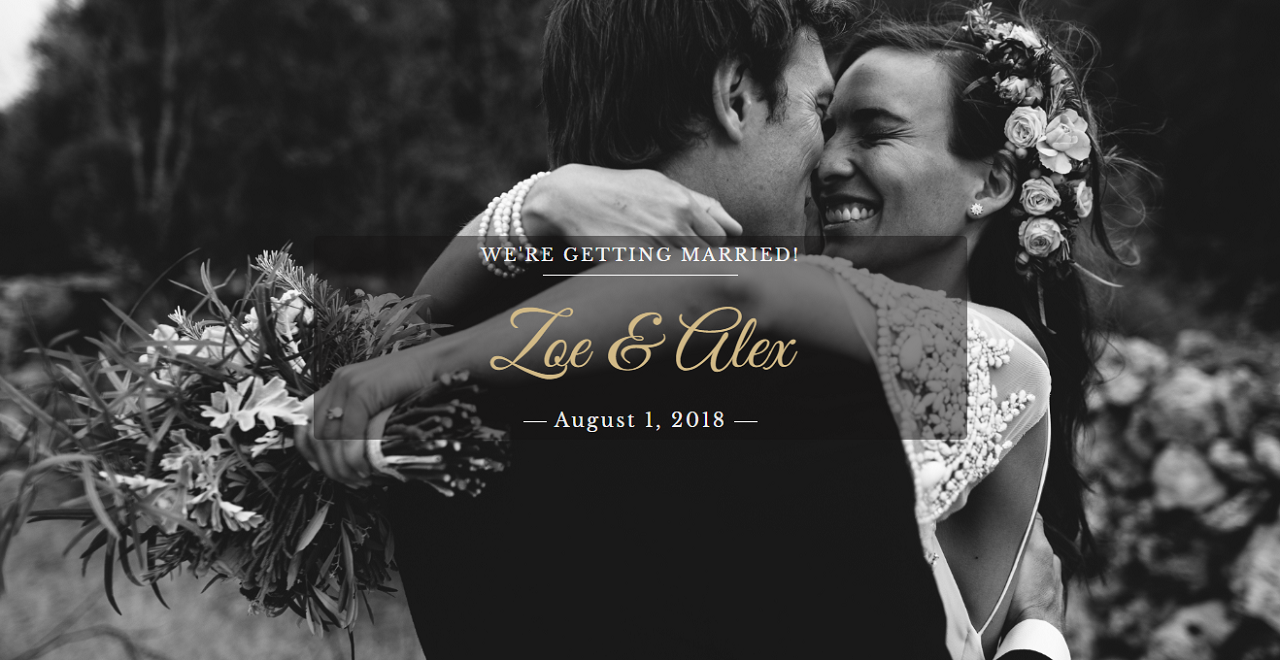 WE'RE GETTING MARRIED!
Zoe & Alex
— August 1, 2018 —